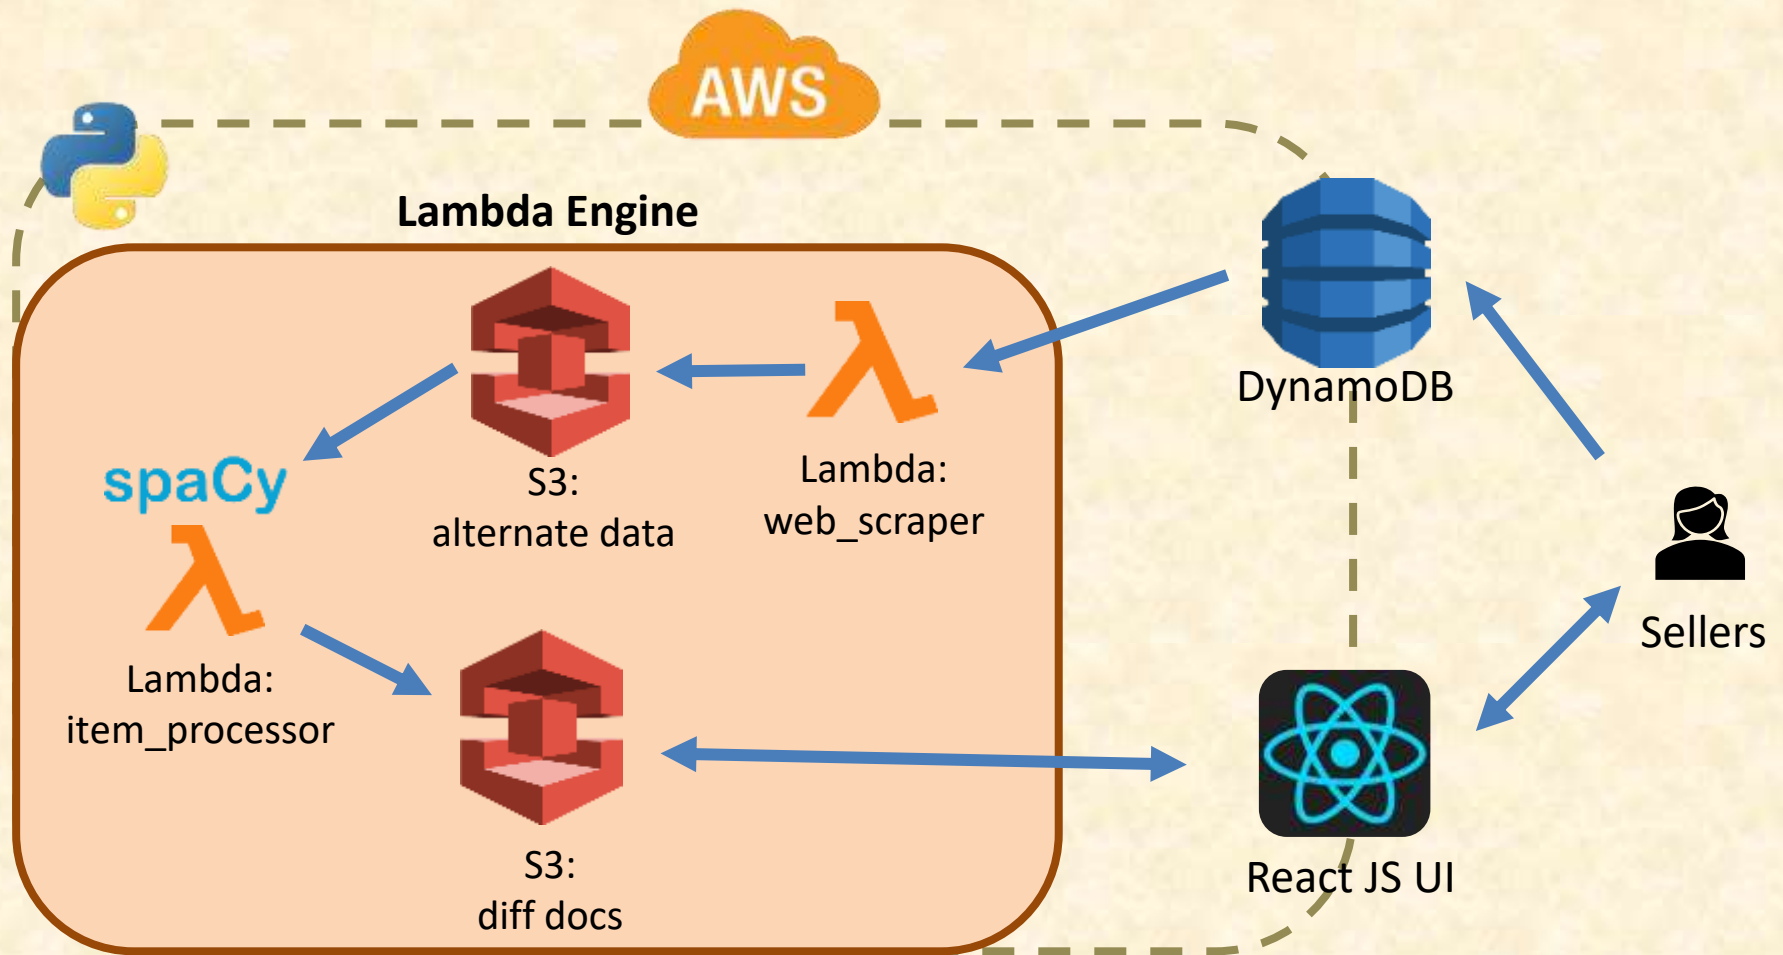 AWS
Lambda Engine
DynamoDB
spaCy
S3:
alternate data
Lambda:
web_scraper
Sellers
Lambda:
item_processor
S3:
diff docs
React JS UI